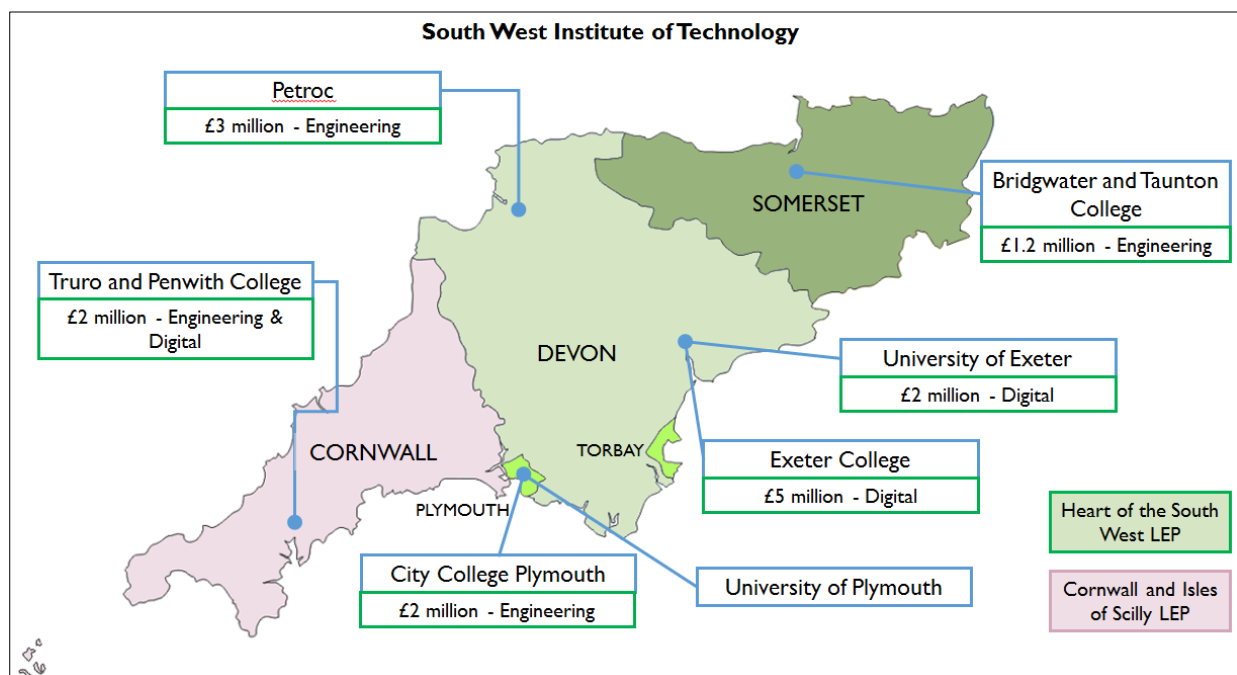 South West Institute of Technology
Petroc
£3 million - Engineering
SOMERSET
Bridgwater and Taunton
College
£1.2 million - Engineering
Truro and Penwith College
£2 million - Engineering &
Digital
DEVON
University of Exeter
£2 million - Digital
CORNWALL
TORBAY
Exeter College
£5 million - Digital
PLYMOUTH
Heart of the South
West LEP
City College Plymouth
£2 million - Engineering
University of Plymouth
Cornwall and Isles
of Scilly LEP